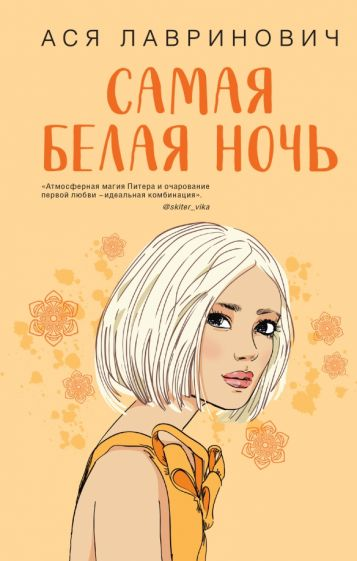 АСЯ ЛАВРИНОВИЧ
САМАЯ
БЕЛАЯ НОЧЬ
«Атмосферная магия Питера и очарование
первой любви – идеальная комбинация».
@skiter_vika